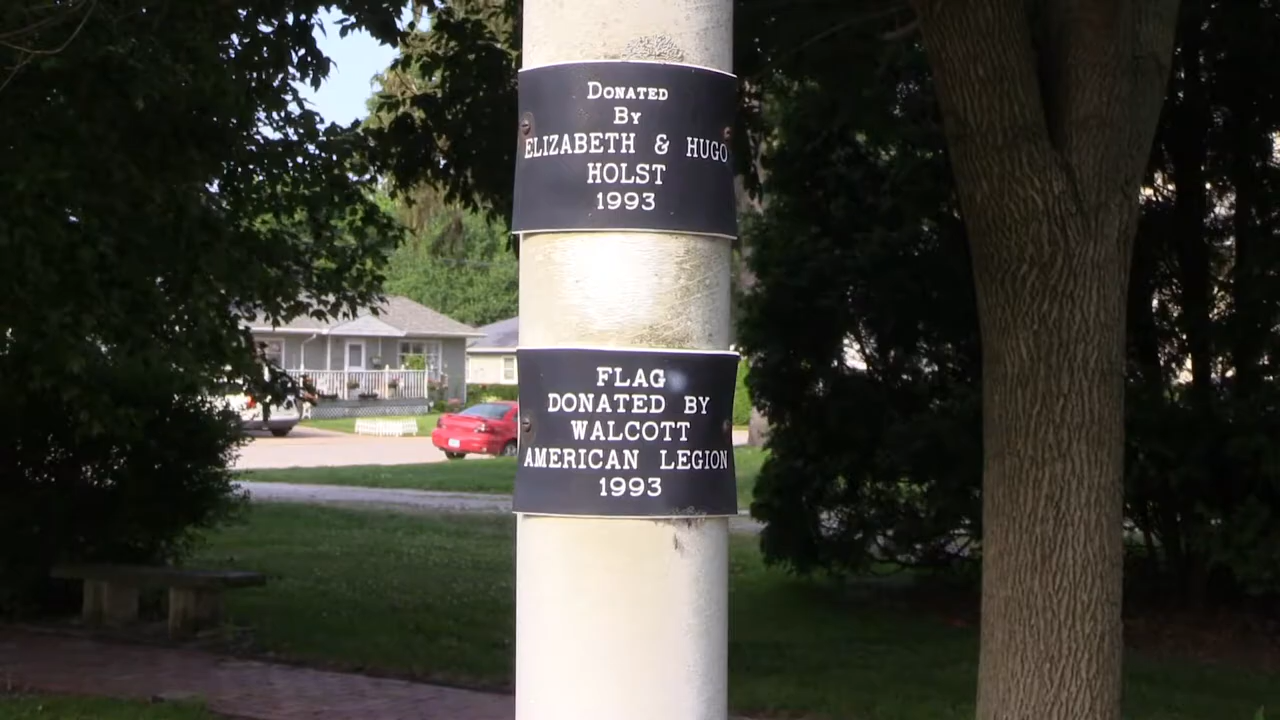 Donated
By
ELIZABETH & HUGO
HOLST
1993
FLAG
DONATED BY
WALCOTT
AMERICAN LEGION
1993